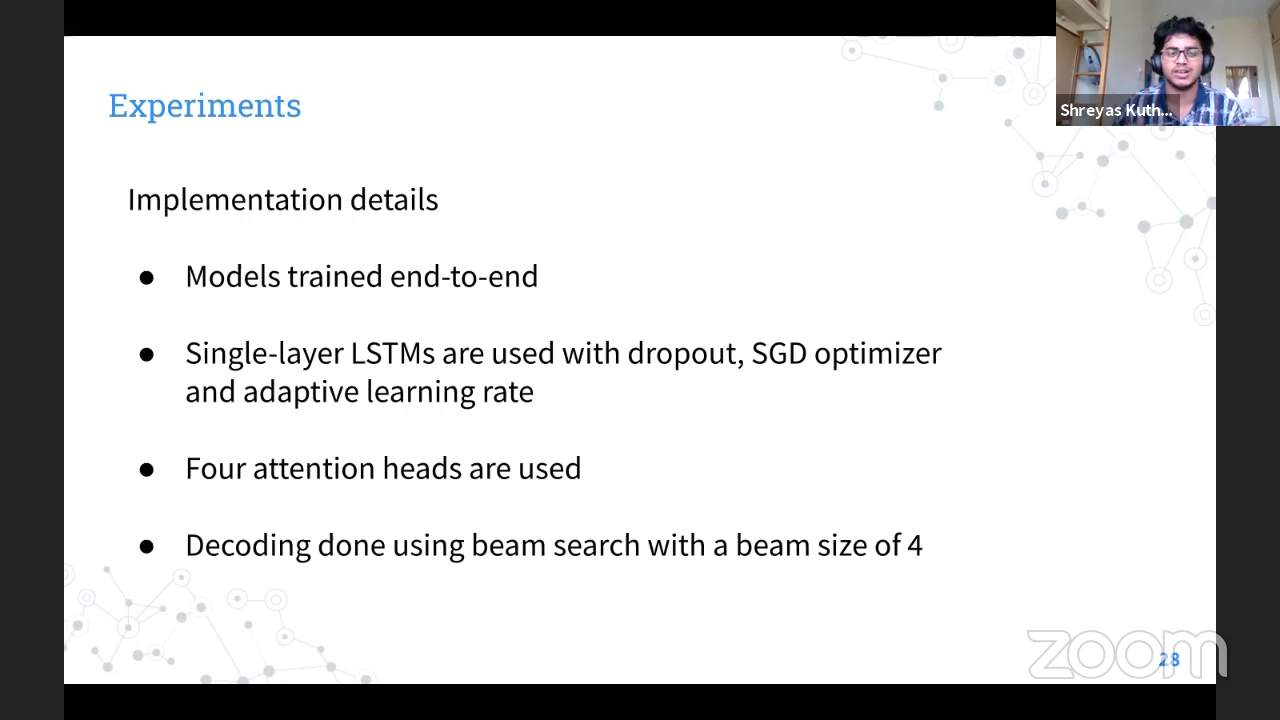 Experiments
Shreyas Kuth...
Implementation details
● Models trained end-to-end
● Single-layer LSTMs are used with dropout, SGD optimizer
and adaptive learning rate
● Four attention heads are used
● Decoding done using beam search with a beam size of 4
zoom
28